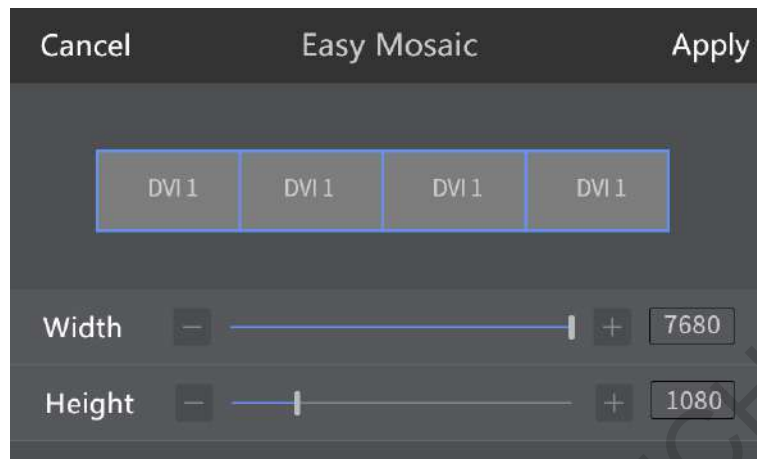 Cancel Easy Mosaic Apply
DVI 1 DVI 1 DVI 1 DVI 1
Width − + 7680
Height − + 1080